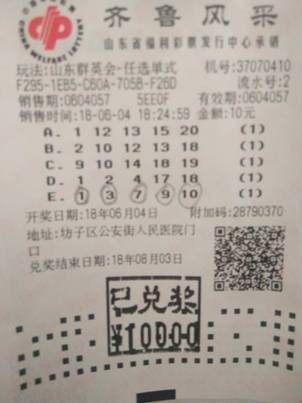 齐鲁风采
山东省福利彩票发行中心承销
玩法:山东群英会-任选单式 机号:37070410
F295-1EB5-C60A-705B-F26D 流水号:2
销售期:0604057 5EE0F 有效期:0604057
销售时间:18-06-04 18:24:59 金额:10元
A. 1 12 13 15 20 (1)
B. 2 10 12 13 18 (1)
C. 9 10 14 18 19 (1)
D. 1 2 4 17 18 (1)
E. 1 3 7 9 10 (1)
开奖日期:18年06月04日 附加码:28790370
地址:坊子区公安街人民医院门
口
兑奖结束日期:18年08月03日
已兑奖
¥10000